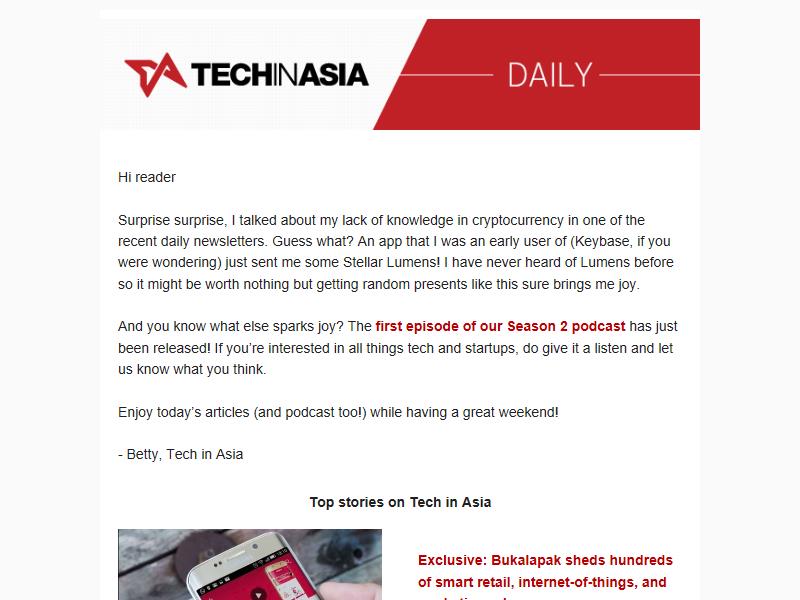 TECHINASIA
DAILY
Hi reader
Surprise surprise, I talked about my lack of knowledge in cryptocurrency in one of the
recent daily newsletters. Guess what? An app that I was an early user of (Keybase, if you
were wondering) just sent me some Stellar Lumens! I have never heard of Lumens before
so it might be worth nothing but getting random presents like this sure brings me joy.
And you know what else sparks joy? The first episode of our Season 2 podcast has just
been released! If you’re interested in all things tech and startups, do give it a listen and let
us know what you think.
Enjoy today’s articles (and podcast too!) while having a great weekend!
- Betty, Tech in Asia
Top stories on Tech in Asia
Exclusive: Bukalapak sheds hundreds
of smart retail, internet-of-things, and